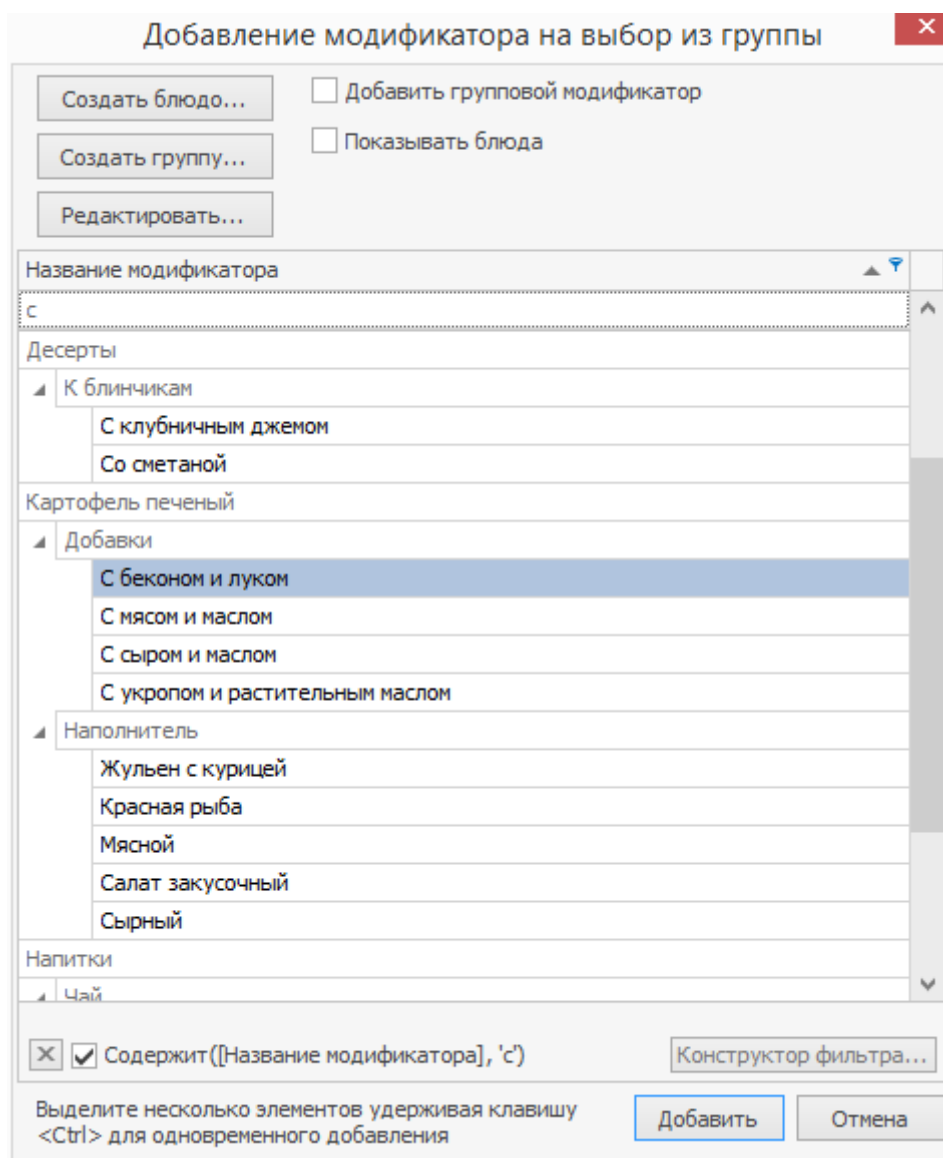 Добавление модификатора на выбор из группы
Создать блюдо...
Добавить групповой модификатор
Создать группу...
Показывать блюда
Редактировать...
Название модификатора
с
Десерты
К блинчикам
С клубничным джемом
Со сметаной
Картофель печеный
Добавки
С беконом и луком
С мясом и маслом
С сыром и маслом
С укропом и растительным маслом
Наполнитель
Жульен с курицей
Красная рыба
Мясной
Салат закусочный
Сырный
Напитки
Чай
Содержит([Название модификатора], 'с')
Конструктор фильтра...
Выделите несколько элементов удерживая клавишу
<Ctrl> для одновременного добавления
Добавить
Отмена